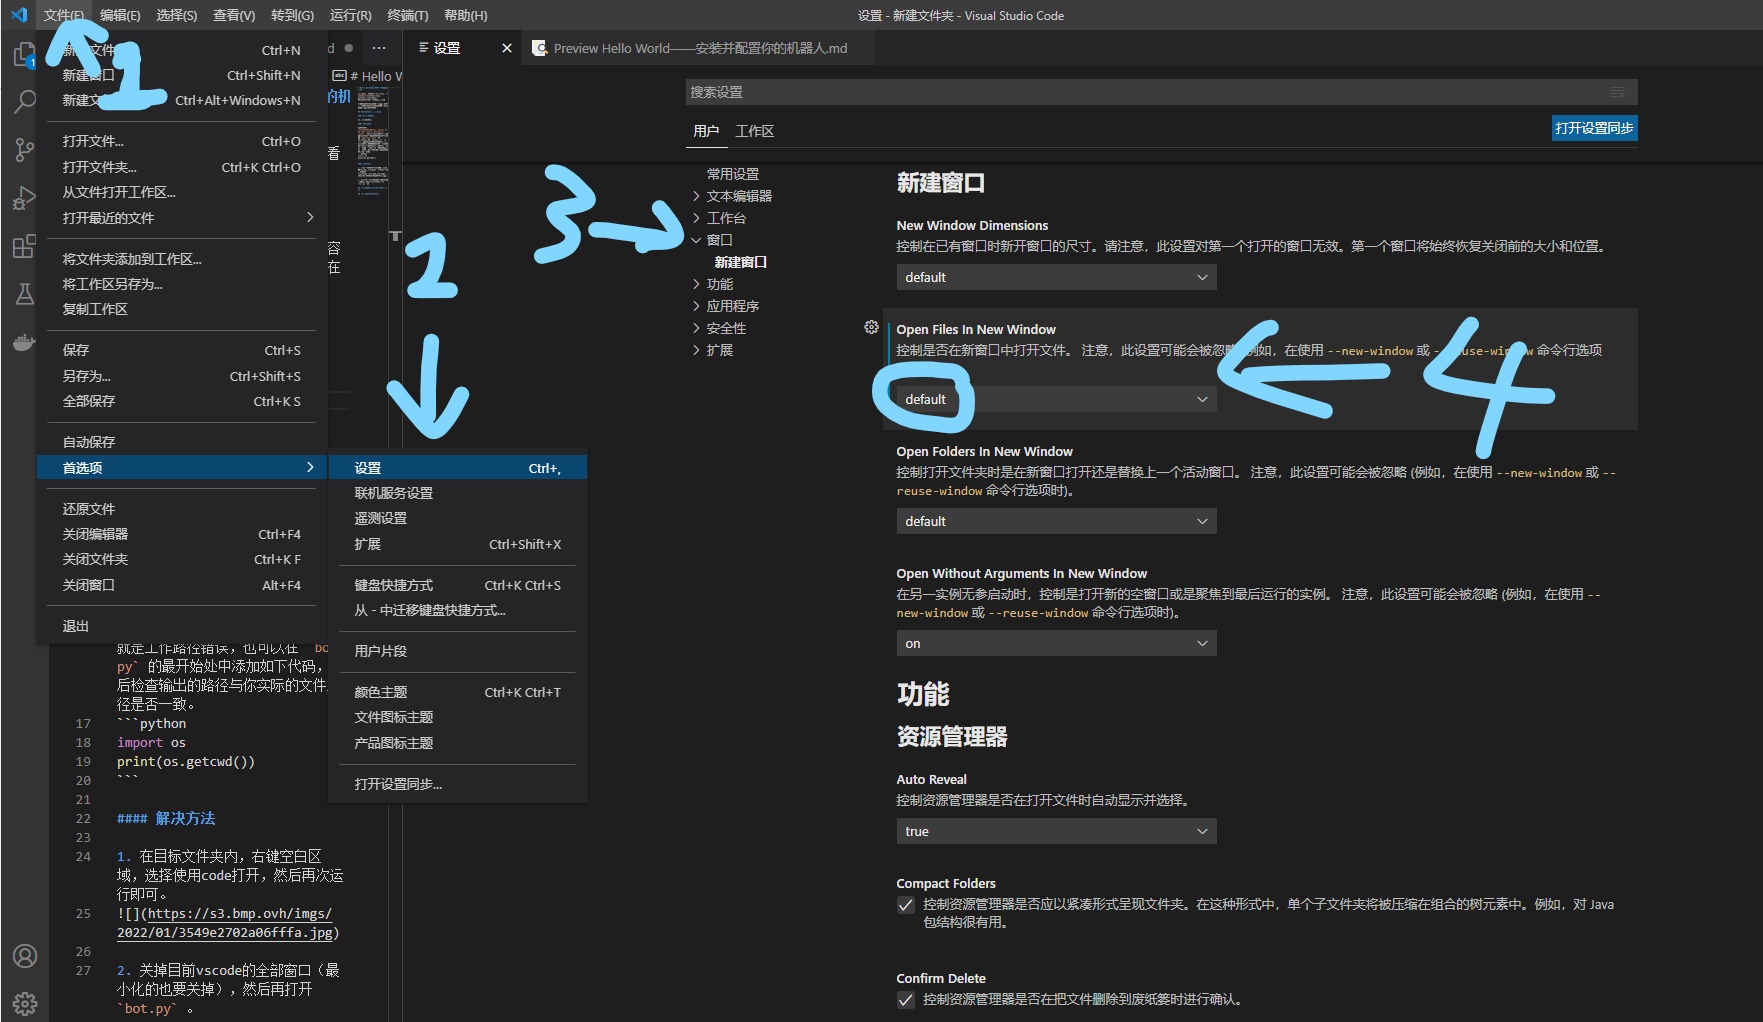 文件(F) 编辑(E) 选择(S) 查看(V) 转到(G) 运行(R) 终端(T) 帮助(H)
设置 - 新建文件夹 - Visual Studio Code
1
Ctrl+N
新建窗口 Ctrl+Shift+N
Ctrl+Alt+Windows+N
打开文件... Ctrl+O
打开文件夹... Ctrl+K Ctrl+O
从文件打开工作区...
打开最近的文件
将文件夹添加到工作区...
将工作区另存为...
复制工作区
保存 Ctrl+S
另存为... Ctrl+Shift+S
全部保存 Ctrl+K S
自动保存
首选项
还原文件
关闭编辑器 Ctrl+F4
关闭文件夹 Ctrl+K F
关闭窗口 Alt+F4
退出
1
2
设置 Ctrl+,
联机服务设置
遥测设置
扩展 Ctrl+Shift+X
键盘快捷方式 Ctrl+K Ctrl+S
从 - 中迁移键盘快捷方式...
用户片段
颜色主题 Ctrl+K Ctrl+T
文件图标主题
产品图标主题
打开设置同步...
d ● ···
# Hello W
的机
看
容
在
就是工作路径错误，也可以在 `bo
py` 的最开始处中添加如下代码，
后检查输出的路径与你实际的文件
径是否一致。
17 ```python
18 import os
19 print(os.getcwd())
20 ```
21
22 #### 解决方法
23
24 1. 在目标文件夹内，右键空白区
域，选择使用code打开，然后再次运
行即可。
25 ![](https://s3.bmp.ovh/imgs/
2022/01/3549e2702a06fffa.jpg)
26
27 2. 关掉目前vscode的全部窗口（最
小化的也要关掉），然后再打开
`bot.py` 。
设置
Preview Hello World——安装并配置你的机器人.md
搜索设置
用户 工作区
打开设置同步
3
常用设置
文本编辑器
工作台
窗口
新建窗口
功能
应用程序
安全性
扩展
新建窗口
New Window Dimensions
控制在已有窗口时新开窗口的尺寸。请注意，此设置对第一个打开的窗口无效。第一个窗口将始终恢复关闭前的大小和位置。
default
Open Files In New Window
控制是否在新窗口中打开文件。 注意，此设置可能会被忽略 例如，在使用 --new-window 或 --reuse-window 命令行选项
default
4
Open Folders In New Window
控制打开文件夹时是在新窗口打开还是替换上一个活动窗口。 注意，此设置可能会被忽略 (例如，在使用 --new-window 或 --
reuse-window 命令行选项时)。
default
Open Without Arguments In New Window
在另一实例无参启动时，控制是打开新的空窗口或是聚焦到最后运行的实例。 注意，此设置可能会被忽略 (例如，在使用 --
new-window 或 --reuse-window 命令行选项时)。
on
功能
资源管理器
Auto Reveal
控制资源管理器是否在打开文件时自动显示并选择。
true
Compact Folders
控制资源管理器是否应以紧凑形式呈现文件夹。在这种形式中，单个子文件夹将被压缩在组合的树元素中。例如，对 Java
包结构很有用。
Confirm Delete
控制资源管理器是否在把文件删除到废纸篓时进行确认。